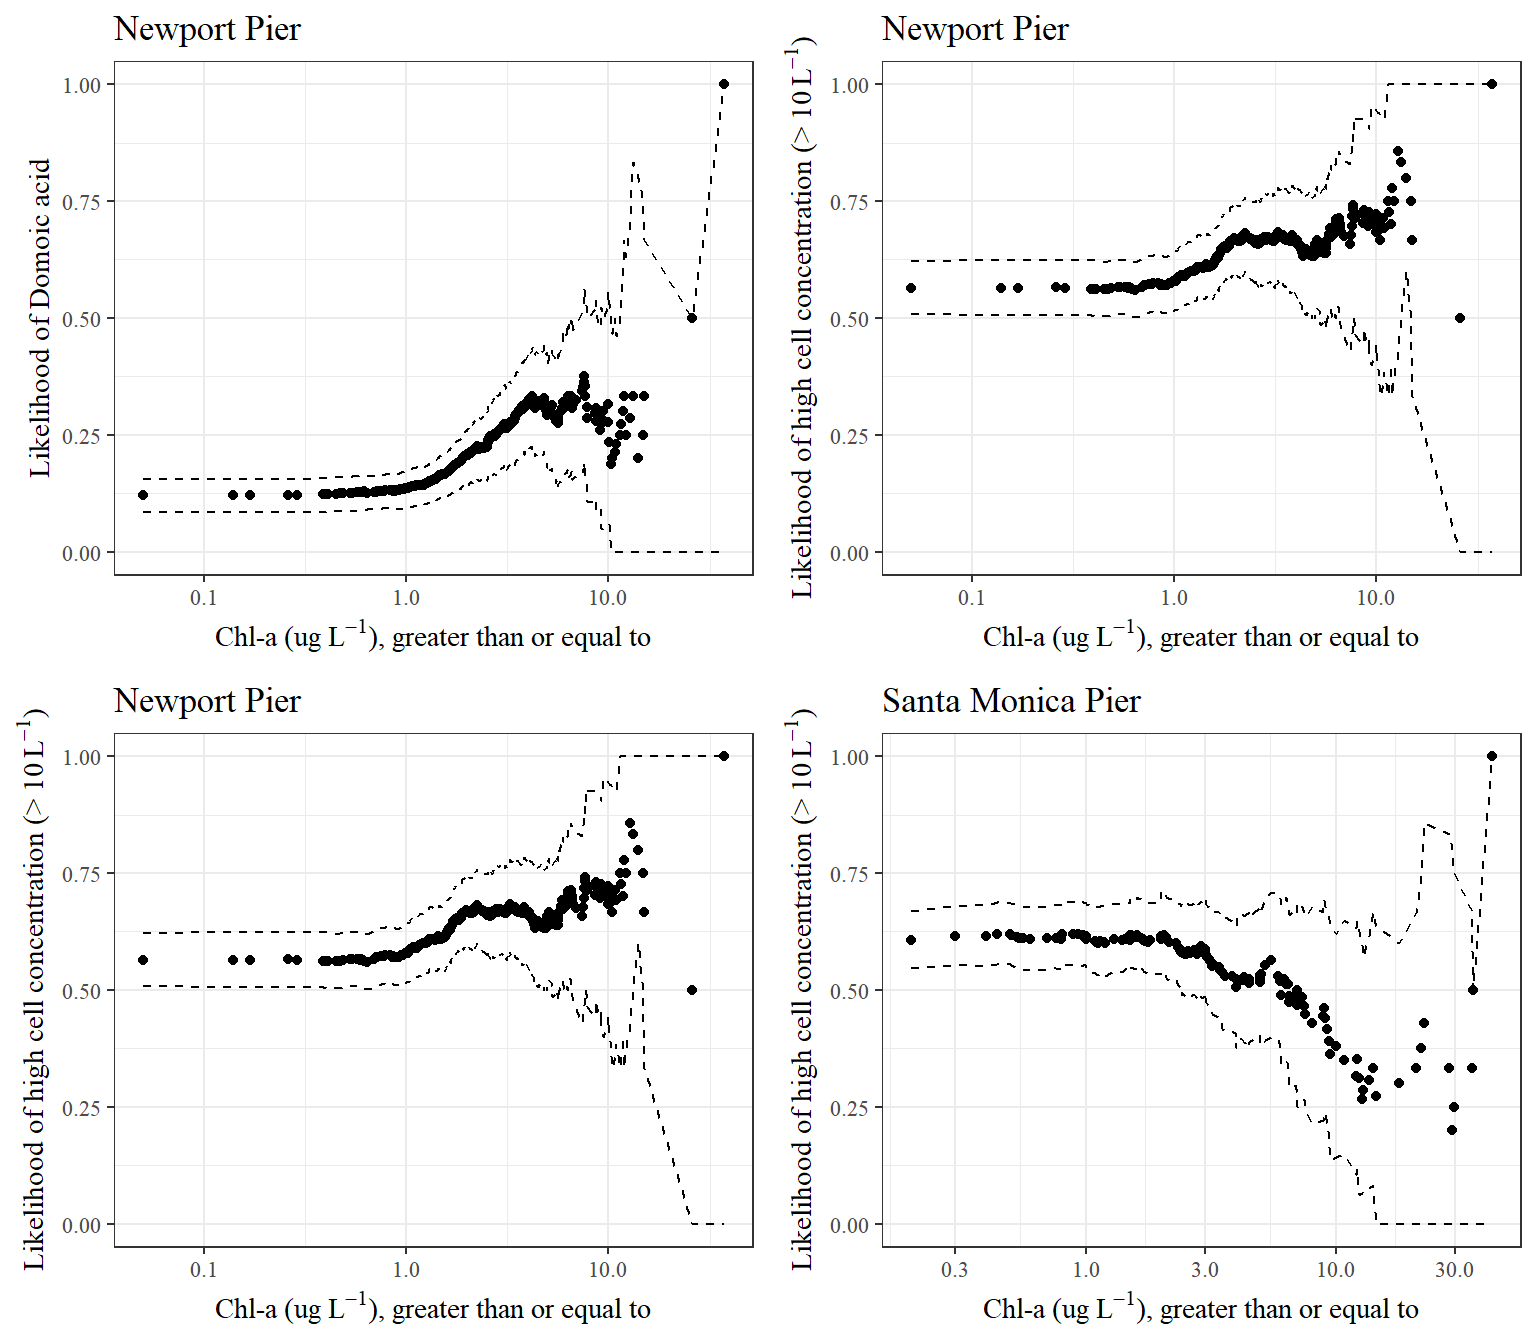 Newport Pier
Likelihood of Domoic acid
1.00
0.75
0.50
0.25
0.00
0.1 1.0 10.0
Chl-a (ug L⁻¹), greater than or equal to
Newport Pier
Likelihood of high cell concentration (> 10 L⁻¹)
1.00
0.75
0.50
0.25
0.00
0.1 1.0 10.0
Chl-a (ug L⁻¹), greater than or equal to
Newport Pier
Likelihood of high cell concentration (> 10 L⁻¹)
1.00
0.75
0.50
0.25
0.00
0.1 1.0 10.0
Chl-a (ug L⁻¹), greater than or equal to
Santa Monica Pier
Likelihood of high cell concentration (> 10 L⁻¹)
1.00
0.75
0.50
0.25
0.00
0.3 1.0 3.0 10.0 30.0
Chl-a (ug L⁻¹), greater than or equal to